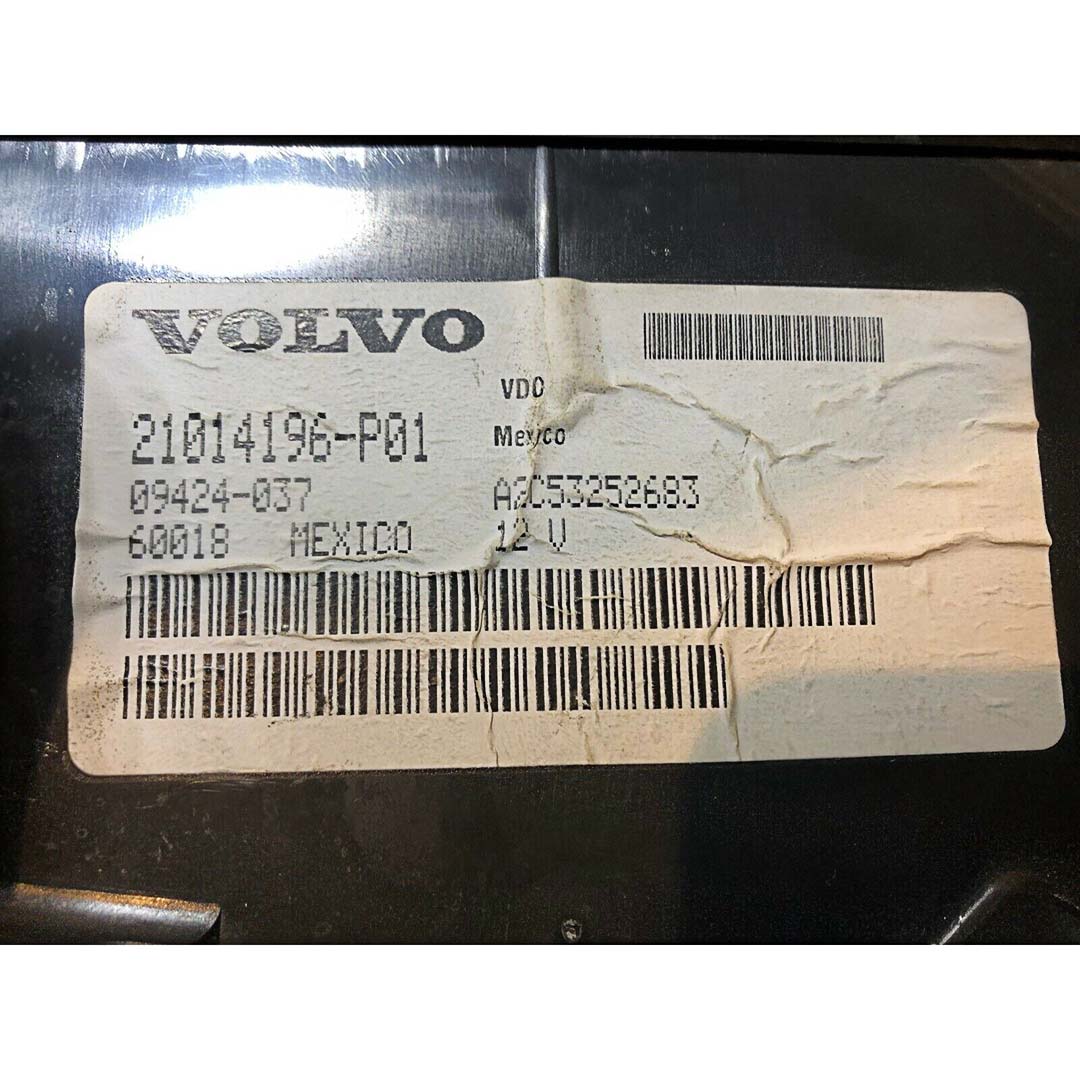 VOLVO
VDO
21014196-P01
Mexico
09424-037
A2C53252683
60018 MEXICO
12 V